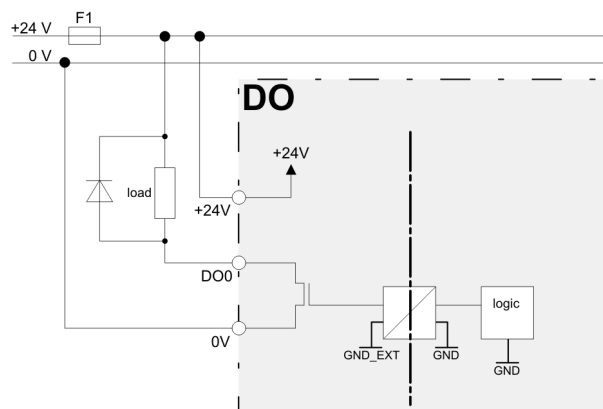 F1
+24 V
0 V
DO
+24V
load
+24V
DO0
logic
0V
GND_EXT
GND
GND